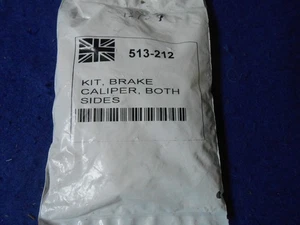 513-212
KIT, BRAKE
CALIPER, BOTH
SIDES